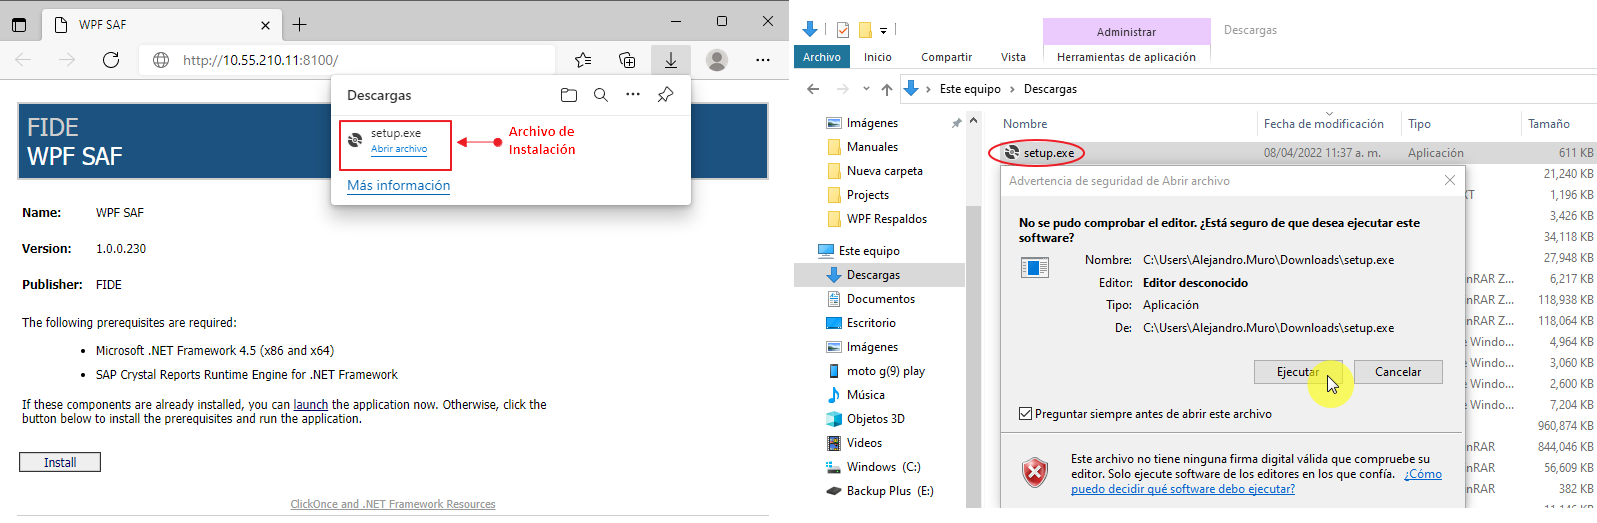 WPF SAF
http://10.55.210.11:8100/
Descargas
setup.exe
Abrir archivo
Más información
Archivo de
Instalación
FIDE
WPF SAF
Name: WPF SAF
Version: 1.0.0.230
Publisher: FIDE
The following prerequisites are required:
Microsoft .NET Framework 4.5 (x86 and x64)
SAP Crystal Reports Runtime Engine for .NET Framework
If these components are already installed, you can launch the application now. Otherwise, click the
button below to install the prerequisites and run the application.
Install
ClickOnce and .NET Framework Resources
Administrar
Descargas
Archivo Inicio Compartir Vista Herramientas de aplicación
Este equipo › Descargas
Imágenes
Manuales
Nueva carpeta
Projects
WPF Respaldos
Este equipo
Descargas
Documentos
Escritorio
Imágenes
moto g(9) play
Música
Objetos 3D
Videos
Windows (C:)
Backup Plus (E:)
Nombre Fecha de modificación Tipo Tamaño
setup.exe 08/04/2022 11:37 a. m. Aplicación 611 KB
21,240 KB
XT 1,196 KB
3,426 KB
34,118 KB
27,948 KB
nRAR Z... 6,217 KB
nRAR Z... 118,938 KB
nRAR Z... 118,064 KB
e Windo... 4,964 KB
e Windo... 3,060 KB
e Windo... 2,600 KB
e Windo... 7,204 KB
960,874 KB
nRAR 844,046 KB
nRAR 56,609 KB
nRAR 382 KB
Advertencia de seguridad de Abrir archivo
No se pudo comprobar el editor. ¿Está seguro de que desea ejecutar este
software?
Nombre: C:\Users\Alejandro.Muro\Downloads\setup.exe
Editor: Editor desconocido
Tipo: Aplicación
De: C:\Users\Alejandro.Muro\Downloads\setup.exe
Ejecutar Cancelar
Preguntar siempre antes de abrir este archivo
Este archivo no tiene ninguna firma digital válida que compruebe su
editor. Solo ejecute software de los editores en los que confía. ¿Cómo
puedo decidir qué software debo ejecutar?